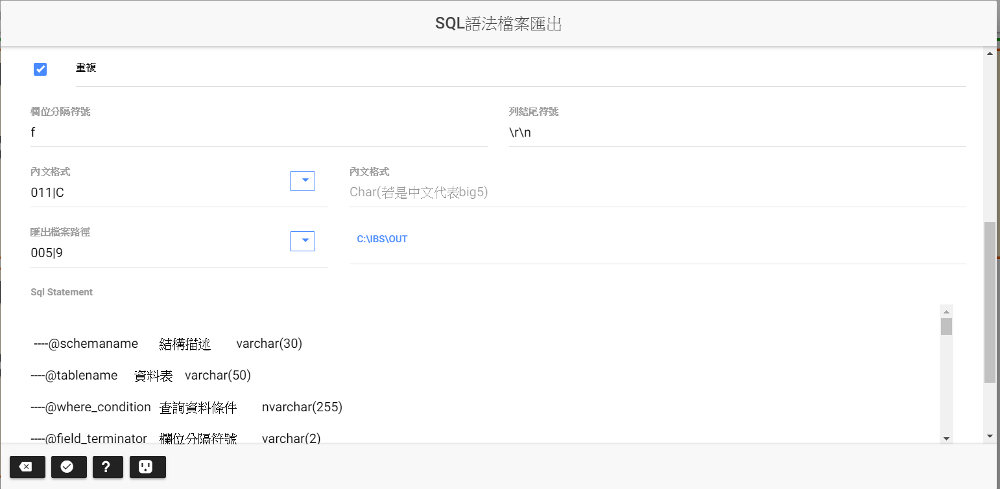 SQL語法檔案匯出
重複
欄位分隔符號 列結尾符號
f \r\n
內文格式 內文格式
011|C Char(若是中文代表big5)
匯出檔案路徑
005|9 C:\IBS\OUT
Sql Statement
----@schemaname 結構描述 varchar(30)
----@tablename 資料表 varchar(50)
----@where_condition 查詢資料條件 nvarchar(255)
----@field_terminator 欄位分隔符號 varchar(2)
?